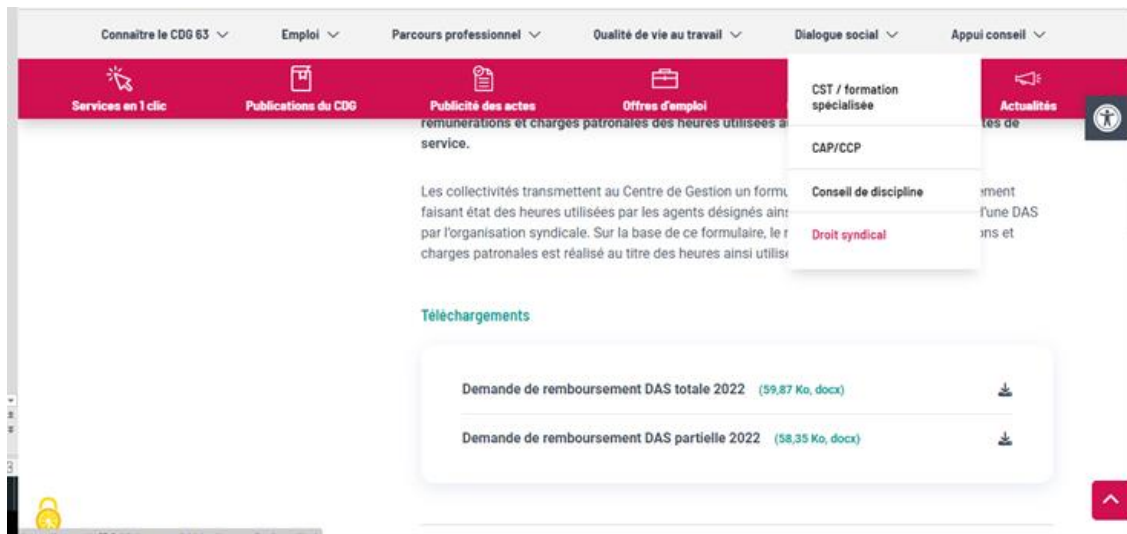 Connaitre le CDG 63
Emploi
Parcours professionnel
Qualité de vie au travail
Dialogue social
Appui conseil
Services en 1 clic
Publications du CDG
Publicité des actes
Offres d'emploi
Actualités
CST / formation
spécialisée
CAP/CCP
Conseil de discipline
Droit syndical
rémunérations et charges patronales des heures utilisées
de
service.
Les collectivités transmettent au Centre de Gestion un
faisant état des heures utilisées par les agents désignés
d'une DAS
par l'organisation syndicale. Sur la base de ce formulaire, le
et
charges patronales est réalisé au titre des heures ainsi
Téléchargements
Demande de remboursement DAS totale 2022 (59,87 Ko, docx)
Demande de remboursement DAS partielle 2022 (58,35 Ko, docx)